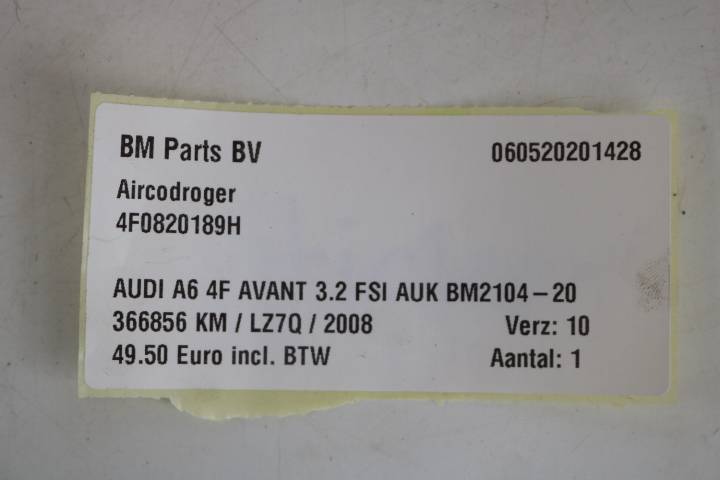 BM Parts BV 060520201428
Aircodroger
4F0820189H
AUDI A6 4F AVANT 3.2 FSI AUK BM2104-20
366856 KM / LZ7Q / 2008 Verz: 10
49.50 Euro incl. BTW Aantal: 1